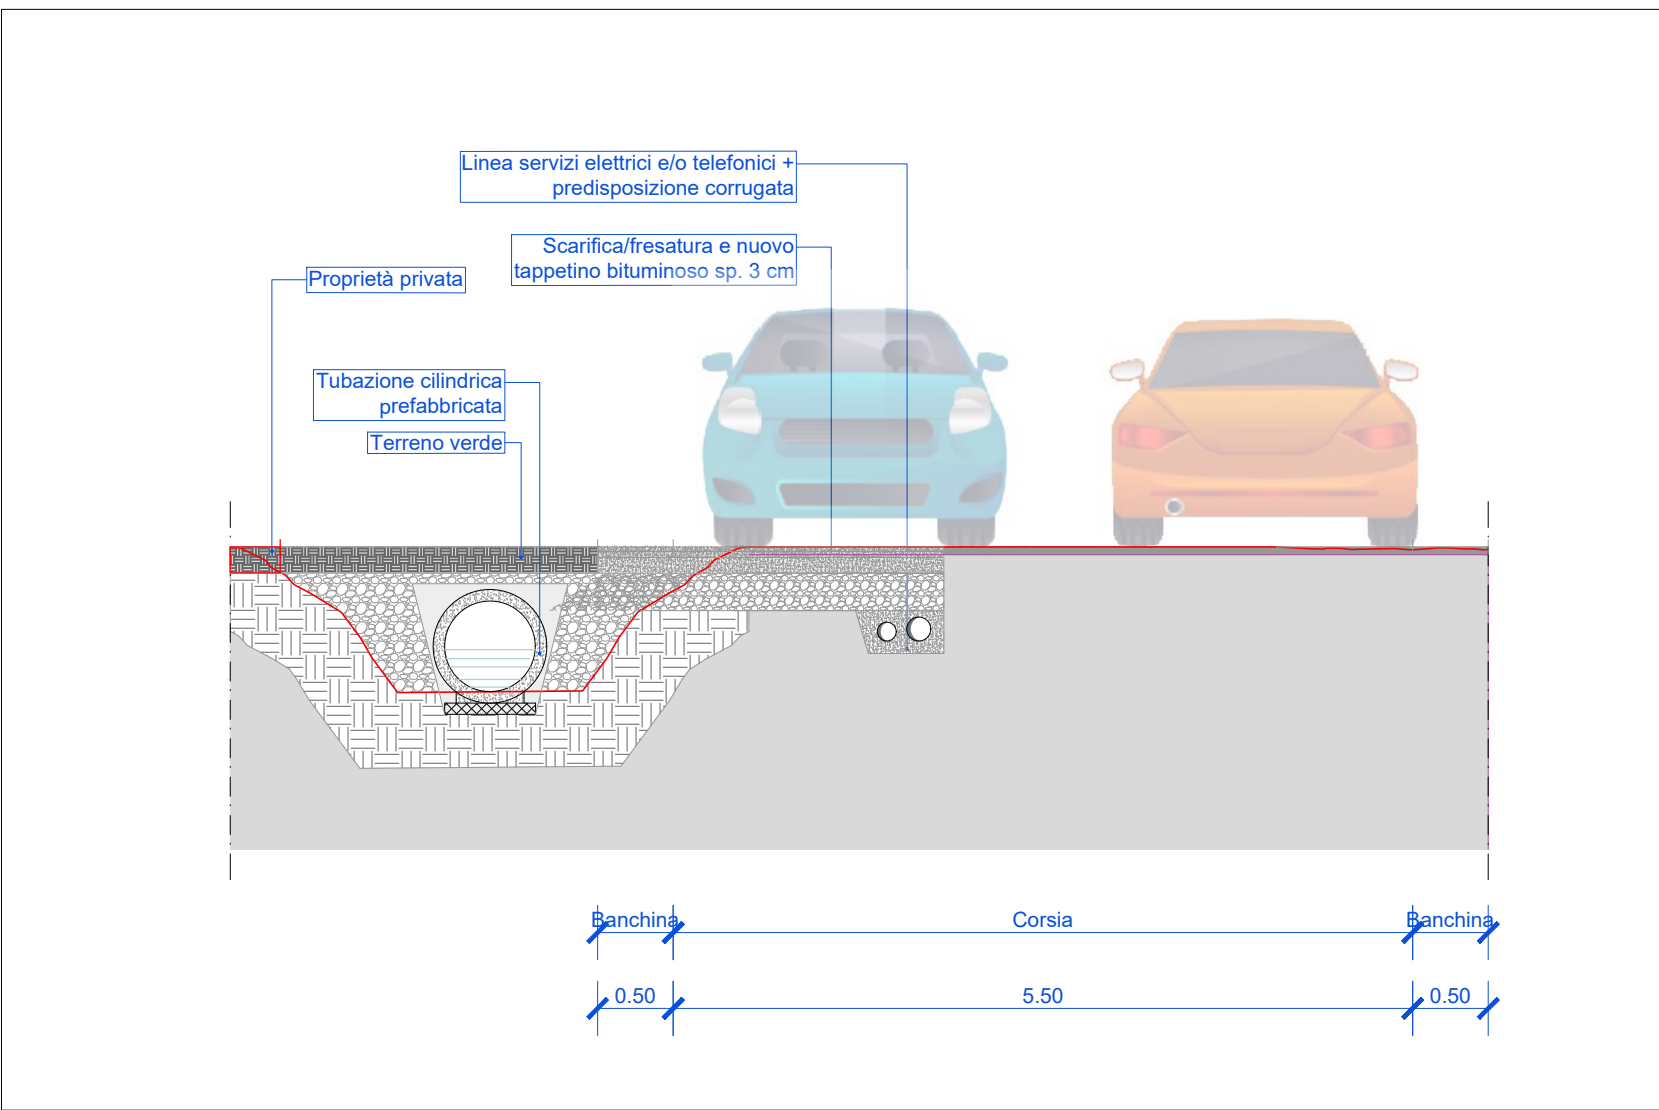 Linea servizi elettrici e/o telefonici +
predisposizione corrugata
Scarifica/fresatura e nuovo
tappetino bituminoso sp. 3 cm
Proprietà privata
Tubazione cilindrica
prefabbricata
Terreno verde
Banchina Corsia Banchina
0.50 5.50 0.50